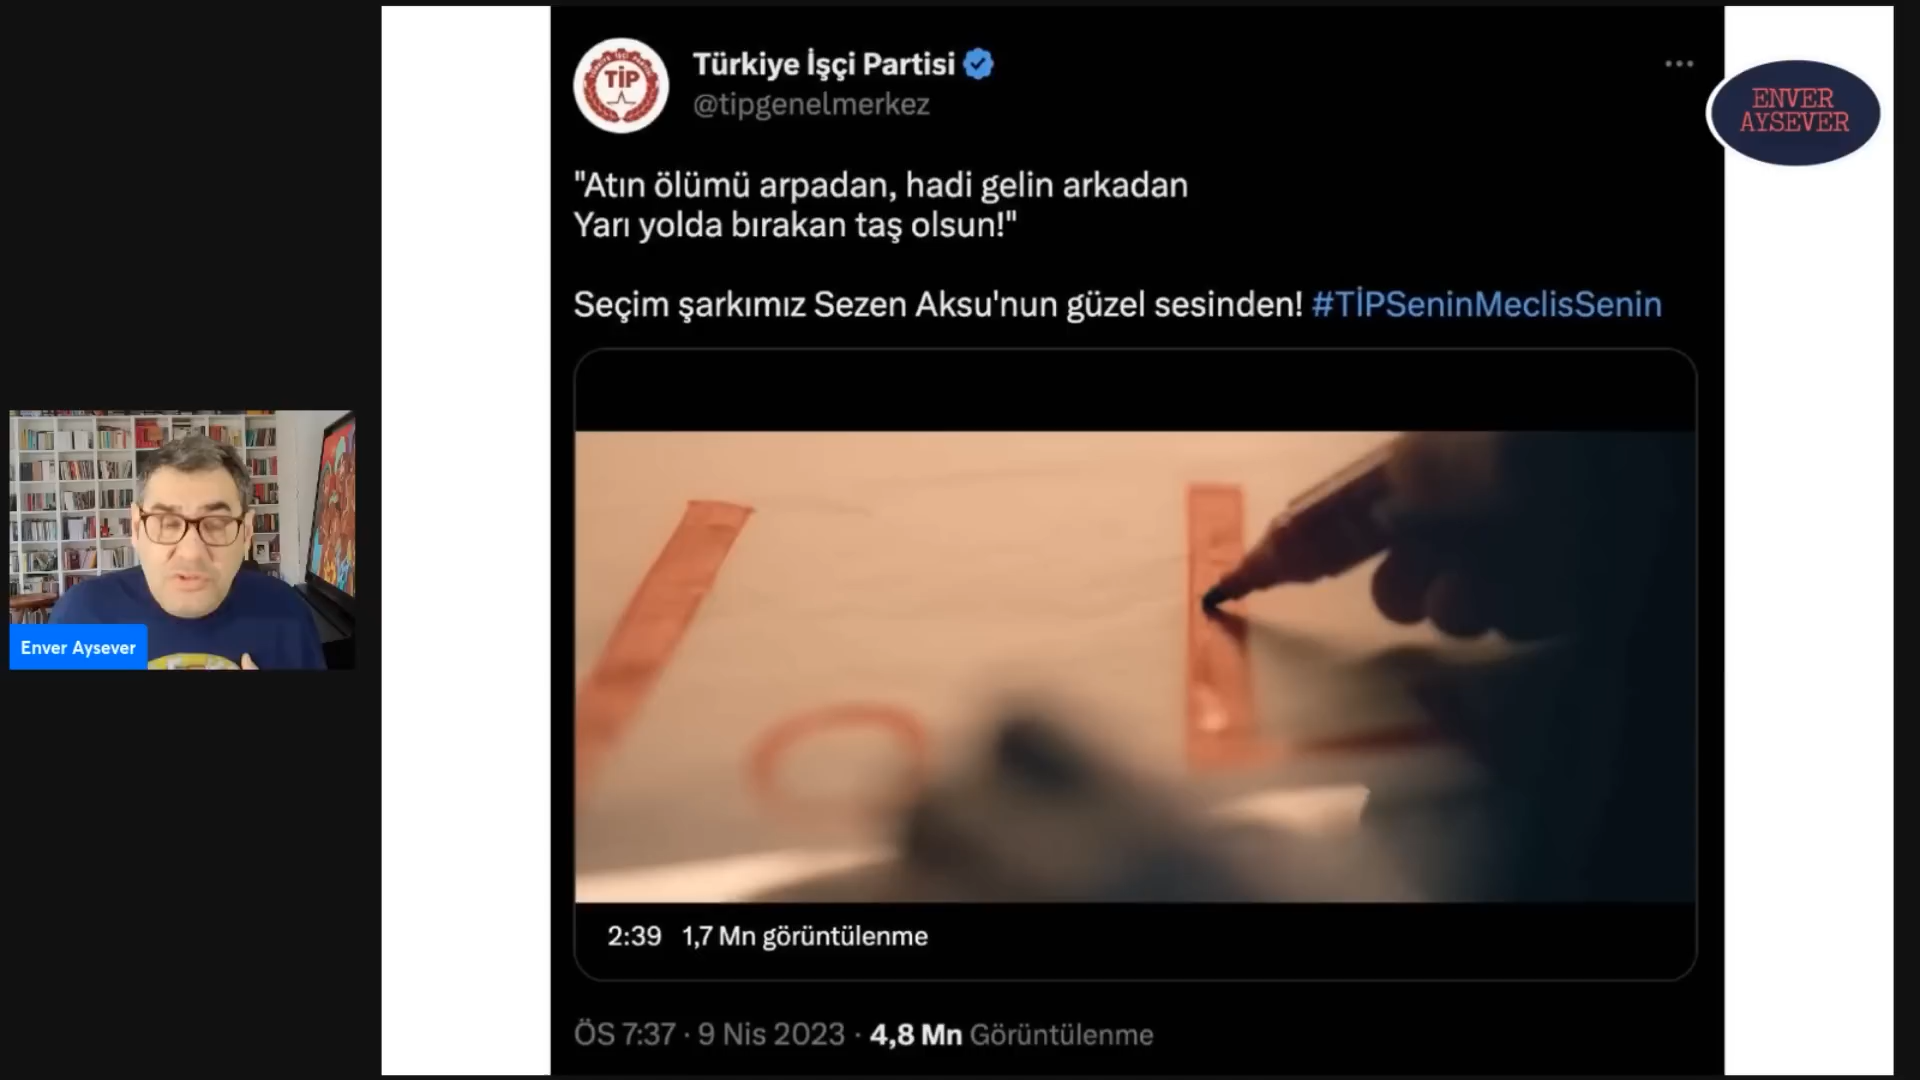 Türkiye İşçi Partisi
@tipgenelmerkez
TİP
ENVER
AYSEVER
"Atın ölümü arpadan, hadi gelin arkadan
Yarı yolda bırakan taş olsun!"
Seçim şarkımız Sezen Aksu'nun güzel sesinden! #TİPSeninMeclisSenin
Enver Aysever
2:39 1,7 Mn görüntülenme
ÖS 7:37 · 9 Nis 2023 · 4,8 Mn Görüntülenme